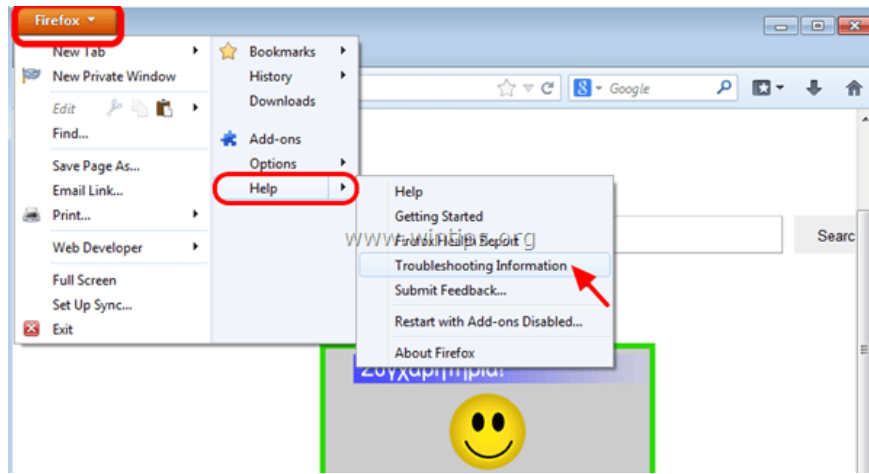 Firefox
New Tab
New Private Window
Edit
Find...
Save Page As...
Email Link...
Print...
Web Developer
Full Screen
Set Up Sync...
Exit
Bookmarks
History
Downloads
Add-ons
Options
Help
Help
Getting Started
Firefox Health Report
Troubleshooting Information
Submit Feedback...
Restart with Add-ons Disabled...
About Firefox
8 Google
Searc
www.wintips.org
Συγχαρητήρια!